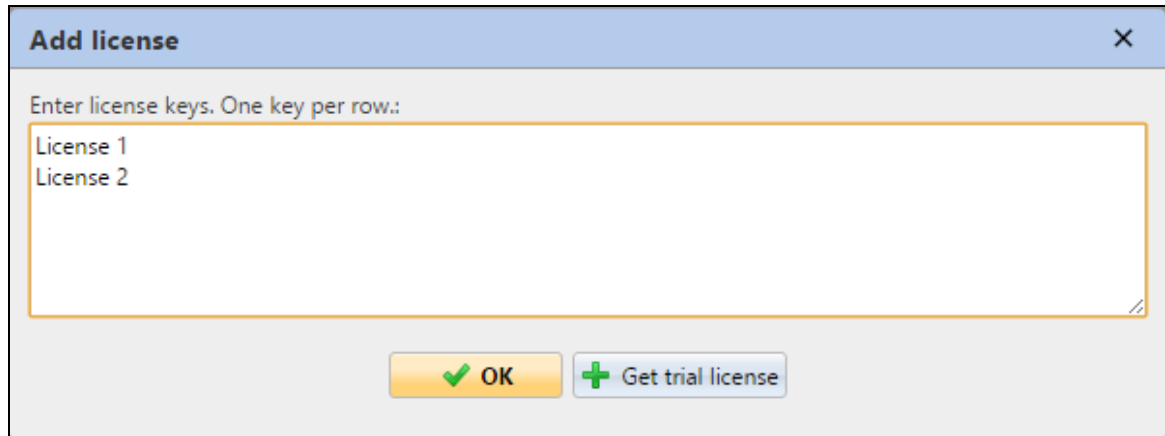 Add license
Enter license keys. One key per row.:
License 1
License 2
OK
Get trial license